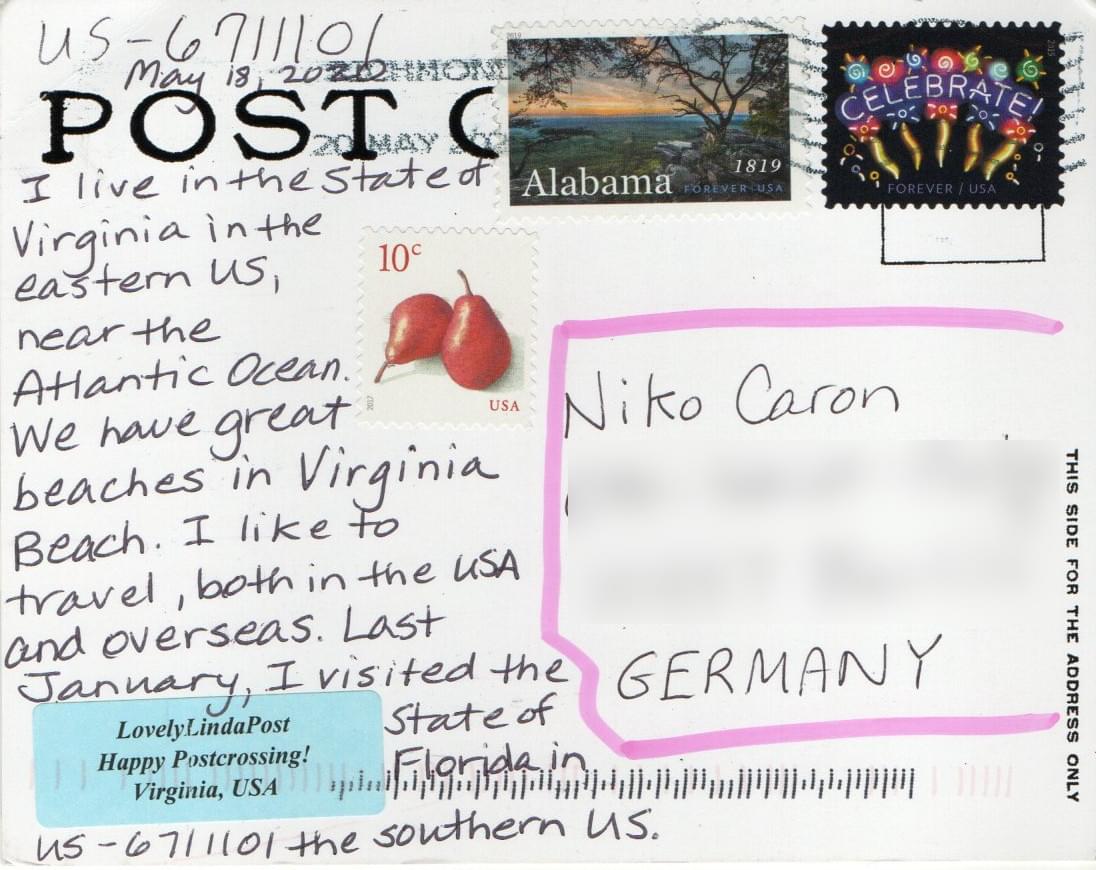 US-6711101
May 18, 2020
POST C
20 MAY
I live in the State of
Virginia in the
eastern US,
near the
Atlantic Ocean.
We have great
beaches in Virginia
Beach. I like to
travel, both in the USA
and overseas. Last
January, I visited the
State of
Florida in
US-6711101 the southern US.
LovelyLindaPost
Happy Postcrossing!
Virginia, USA
2019
Alabama
1819
FOREVER USA
CELEBRATE!
FOREVER / USA
10c
2017
USA
Niko Caron
GERMANY
THIS SIDE FOR THE ADDRESS ONLY